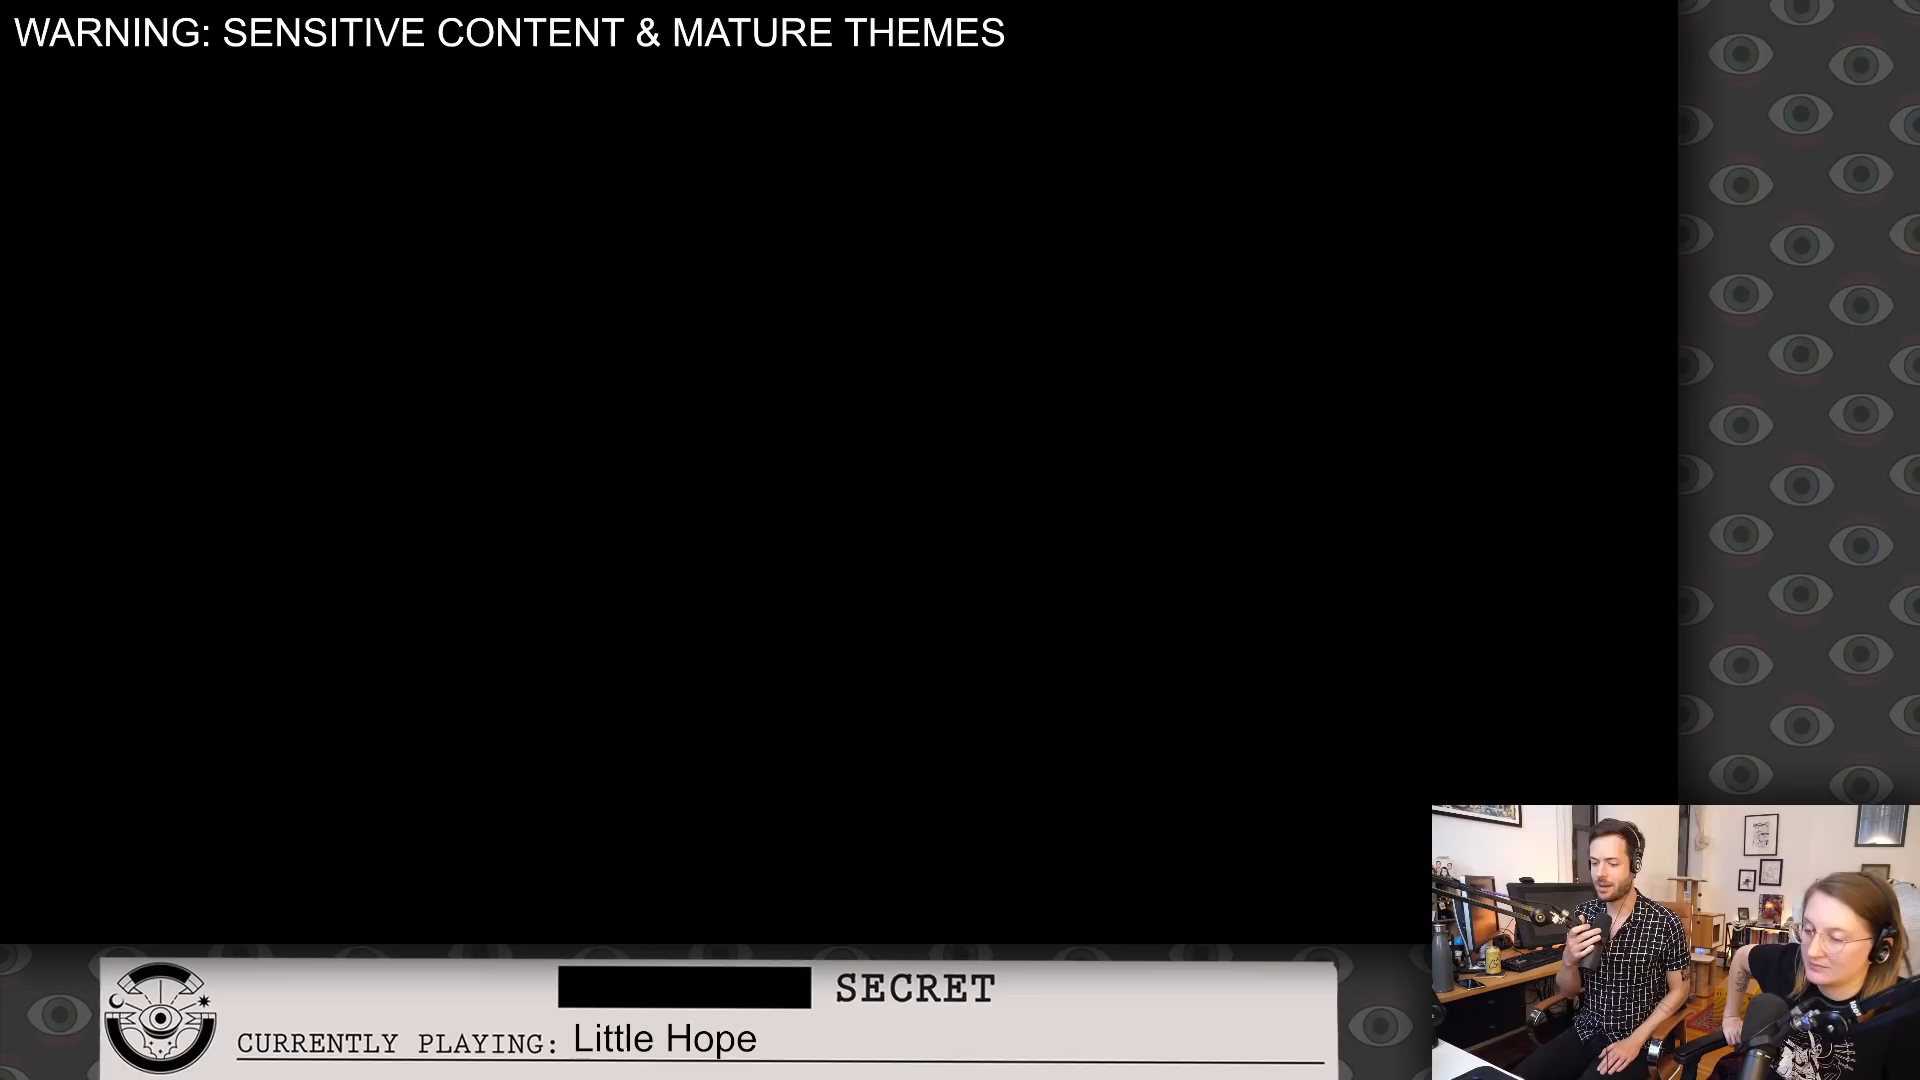 WARNING: SENSITIVE CONTENT & MATURE THEMES
SECRET
CURRENTLY PLAYING: Little Hope